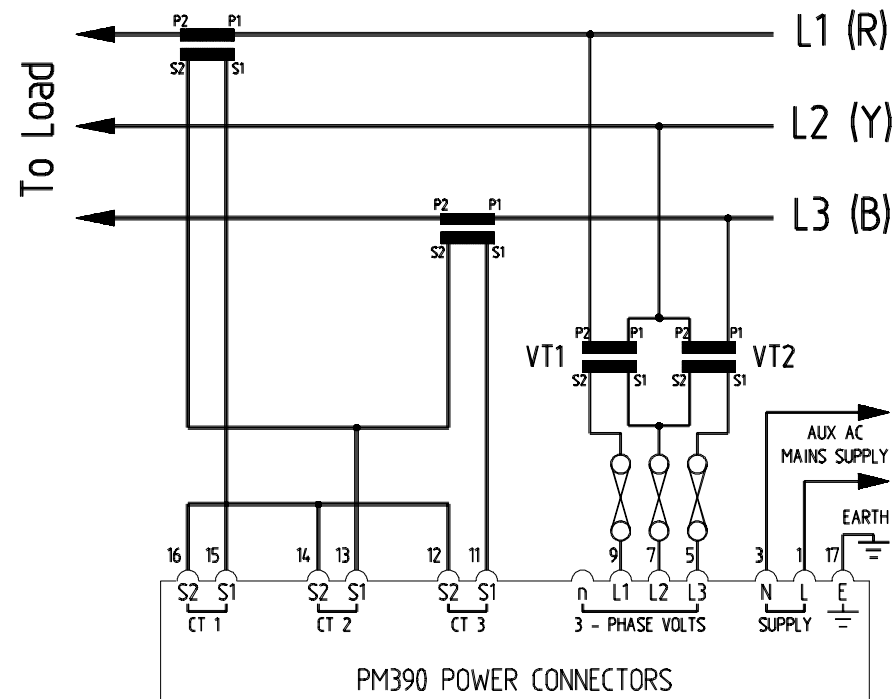 P2 P1
L1 (R)
S2 S1
To Load
L2 (Y)
P2 P1
L3 (B)
S2 S1
P2 P1 P2 P1
VT1 VT2
S2 S1 S2 S1
AUX AC
MAINS SUPPLY
EARTH
16 15 14 13 12 11 9 7 5 3 1 17
S2 S1 S2 S1 S2 S1 n L1 L2 L3 N L E
CT 1 CT 2 CT 3 3 - PHASE VOLTS SUPPLY
PM390 POWER CONNECTORS